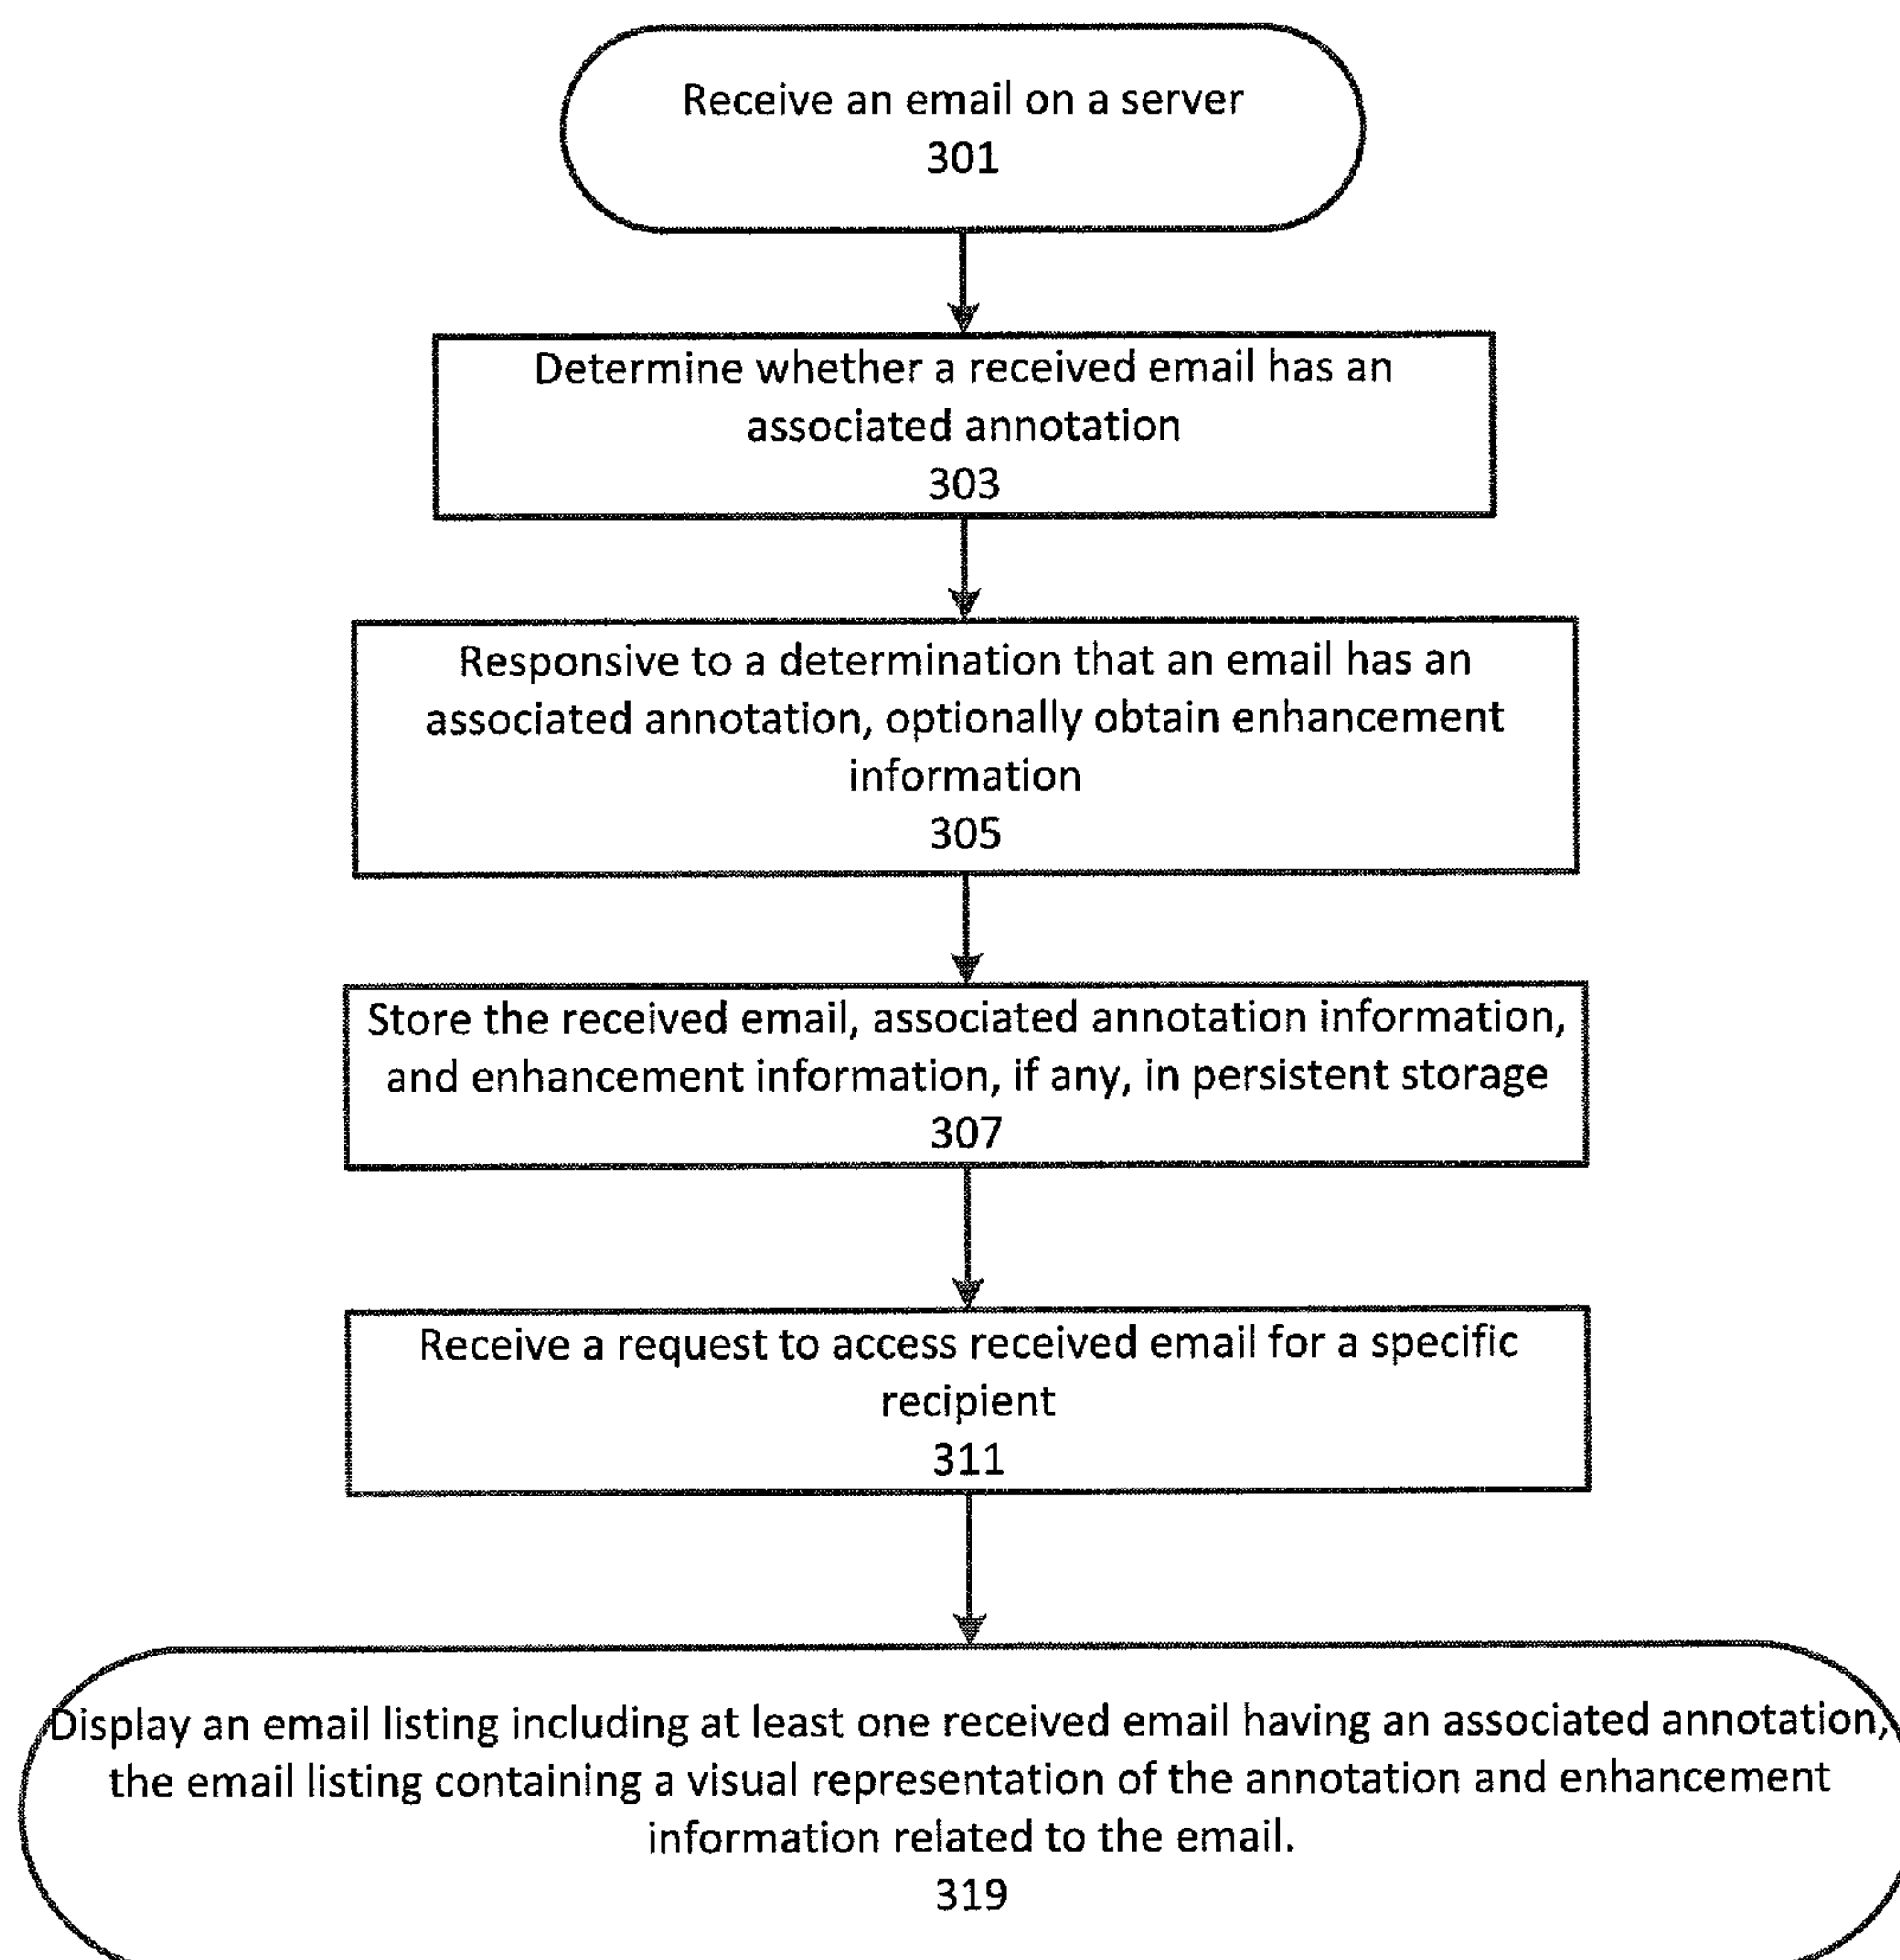 Receive an email on a server
301
Determine whether a received email has an
associated annotation
303
Responsive to a determination that an email has an
associated annotation, optionally obtain enhancement
information
305
Store the received email, associated annotation information,
and enhancement information, if any, in persistent storage
307
Receive a request to access received email for a specific
recipient
311
Display an email listing including at least one received email having an associated annotation,
the email listing containing a visual representation of the annotation and enhancement
information related to the email.
319